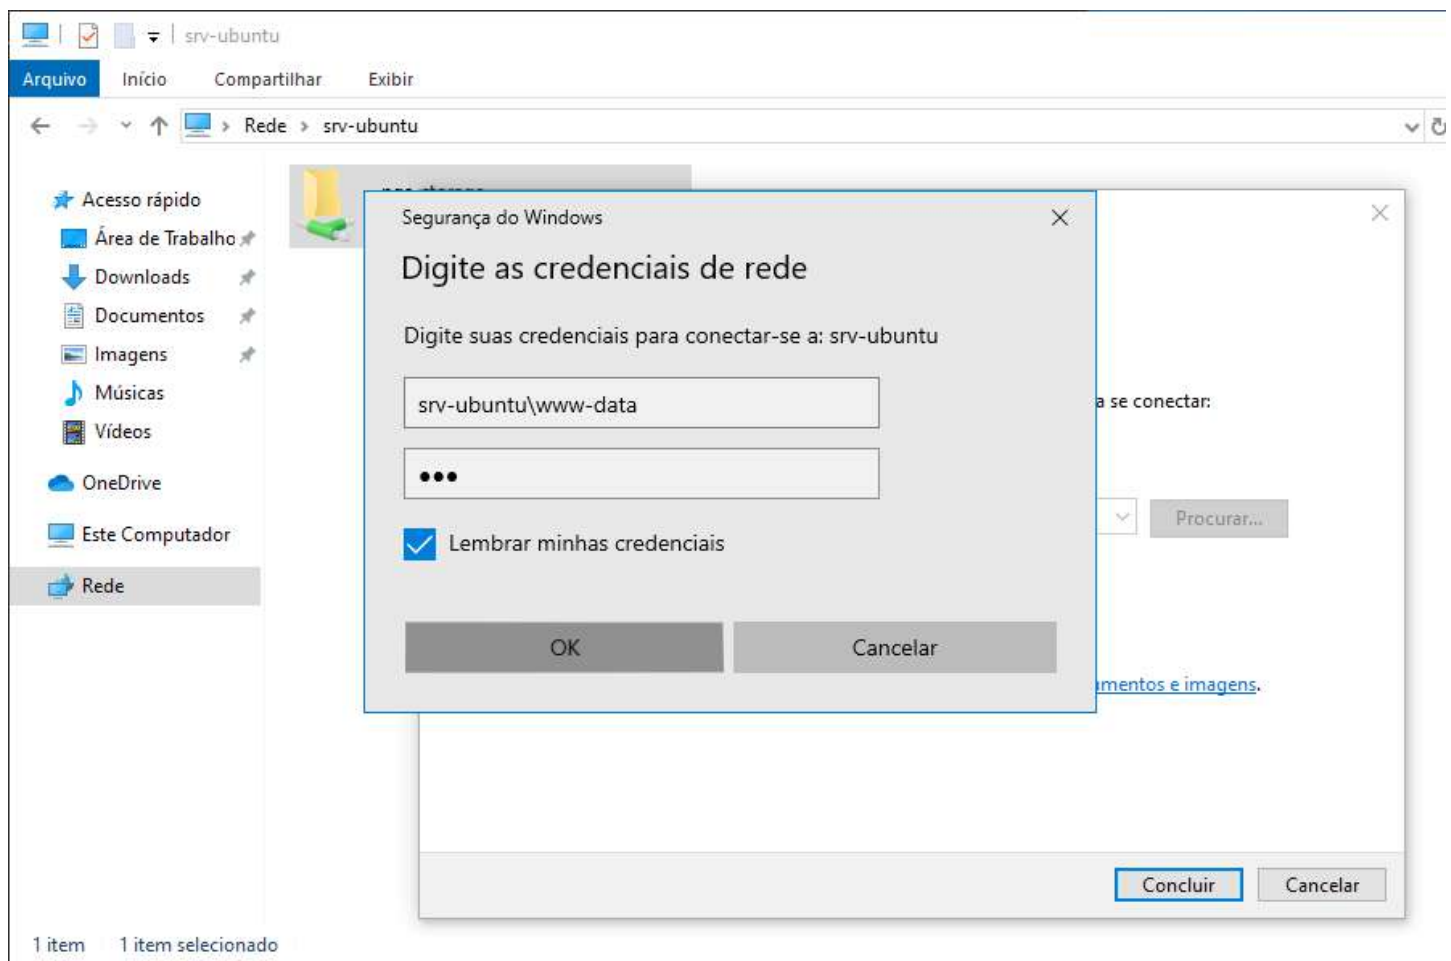 srv-ubuntu
Arquivo Início Compartilhar Exibir
Rede srv-ubuntu
Acesso rápido
Área de Trabalho
Downloads
Documentos
Imagens
Músicas
Vídeos
OneDrive
Este Computador
Rede
Segurança do Windows
Digite as credenciais de rede
Digite suas credenciais para conectar-se a: srv-ubuntu
srv-ubuntu\www-data
•••
Lembrar minhas credenciais
OK Cancelar
a se conectar:
Procurar...
umentos e imagens.
Concluir Cancelar
1 item 1 item selecionado